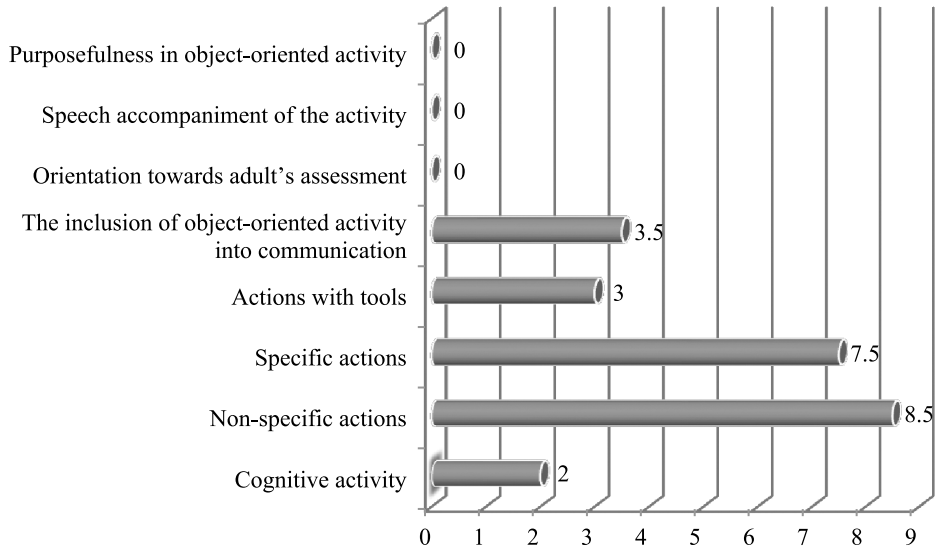 Purposefulness in object-oriented activity 0
Speech accompaniment of the activity 0
Orientation towards adult's assessment 0
The inclusion of object-oriented activity
into communication 3.5
Actions with tools 3
Specific actions 7.5
Non-specific actions 8.5
Cognitive activity 2
0 1 2 3 4 5 6 7 8 9